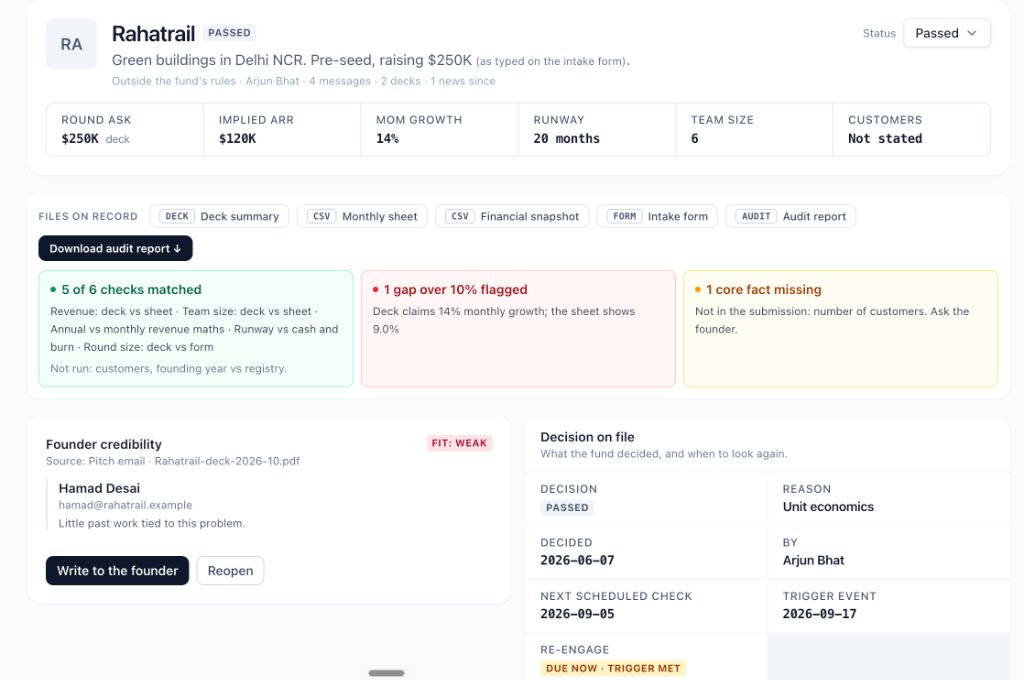 RA
Rahatrail PASSED
Status Passed
Green buildings in Delhi NCR. Pre-seed, raising $250K (as typed on the intake form).
Outside the fund's rules · Arjun Bhat · 4 messages · 2 decks · 1 news since
ROUND ASK
$250K deck
IMPLIED ARR
$120K
MOM GROWTH
14%
RUNWAY
20 months
TEAM SIZE
6
CUSTOMERS
Not stated
FILES ON RECORD DECK Deck summary CSV Monthly sheet CSV Financial snapshot FORM Intake form AUDIT Audit report
Download audit report ↓
5 of 6 checks matched
Revenue: deck vs sheet · Team size: deck vs sheet ·
Annual vs monthly revenue maths · Runway vs cash and
burn · Round size: deck vs form
Not run: customers, founding year vs registry.
1 gap over 10% flagged
Deck claims 14% monthly growth; the sheet shows
9.0%
1 core fact missing
Not in the submission: number of customers. Ask the
founder.
Founder credibility FIT: WEAK
Source: Pitch email · Rahatrail-deck-2026-10.pdf
Hamad Desai
hamad@rahatrail.example
Little past work tied to this problem.
Write to the founder Reopen
Decision on file
What the fund decided, and when to look again.
DECISION
PASSED
REASON
Unit economics
DECIDED
2026-06-07
BY
Arjun Bhat
NEXT SCHEDULED CHECK
2026-09-05
TRIGGER EVENT
2026-09-17
RE-ENGAGE
DUE NOW · TRIGGER MET